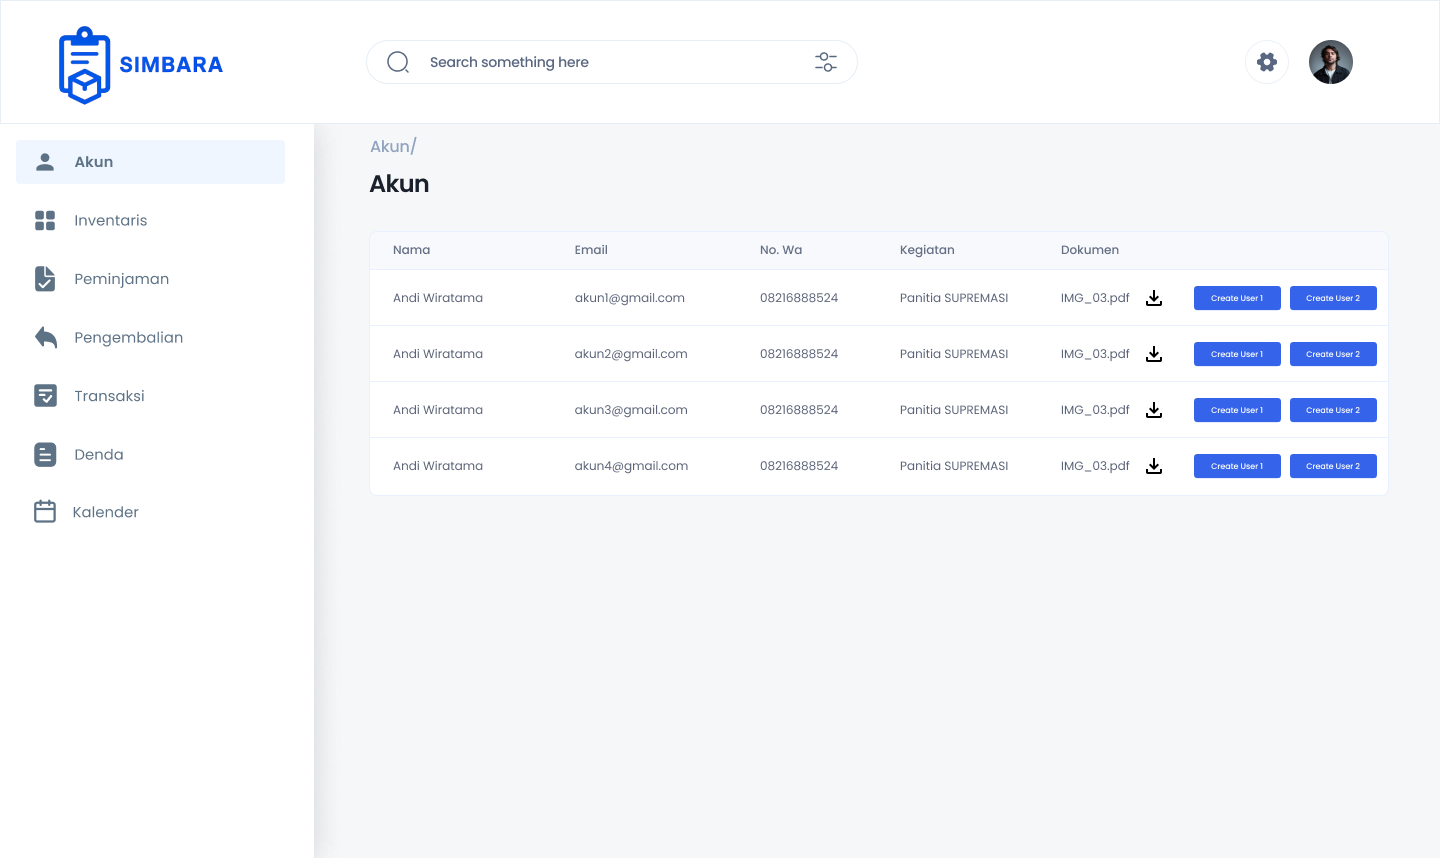 SIMBARA
Search something here
Akun
Inventaris
Peminjaman
Pengembalian
Transaksi
Denda
Kalender
Akun/
Akun
Nama Email No. Wa Kegiatan Dokumen
Andi Wiratama akun1@gmail.com 08216888524 Panitia SUPREMASI IMG_03.pdf Create User 1 Create User 2
Andi Wiratama akun2@gmail.com 08216888524 Panitia SUPREMASI IMG_03.pdf Create User 1 Create User 2
Andi Wiratama akun3@gmail.com 08216888524 Panitia SUPREMASI IMG_03.pdf Create User 1 Create User 2
Andi Wiratama akun4@gmail.com 08216888524 Panitia SUPREMASI IMG_03.pdf Create User 1 Create User 2